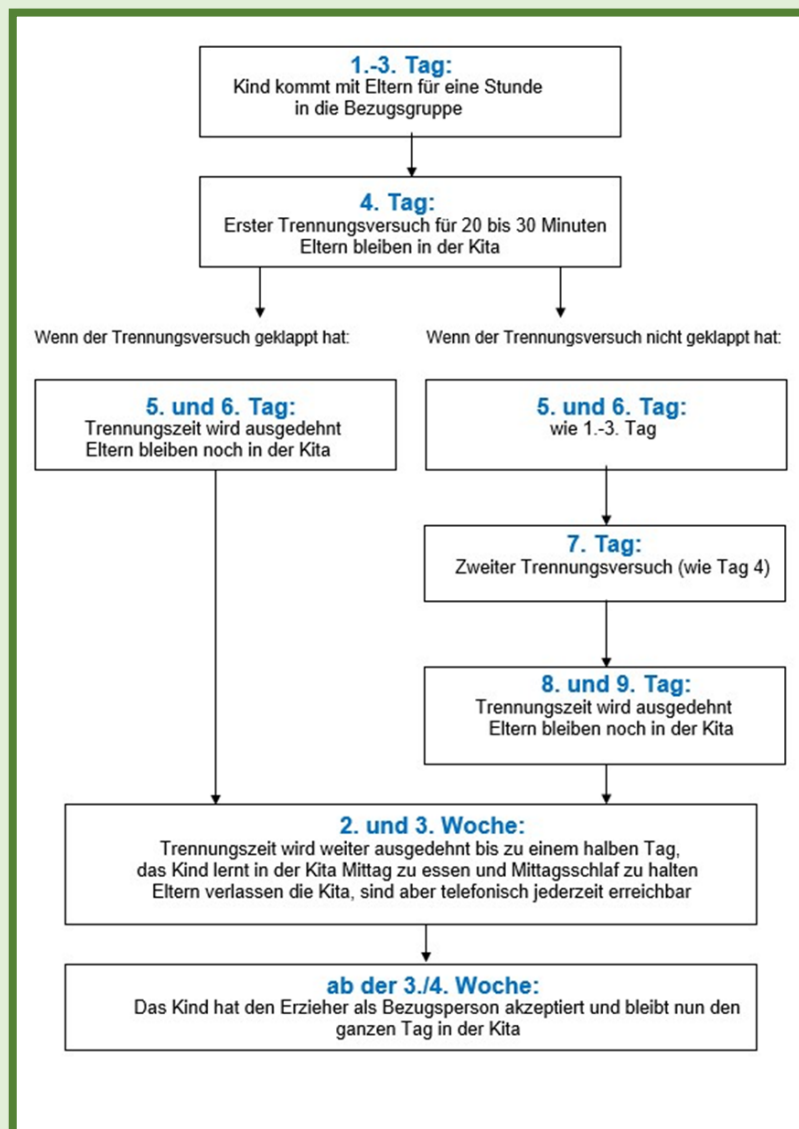 1.-3. Tag:
Kind kommt mit Eltern für eine Stunde
in die Bezugsgruppe
4. Tag:
Erster Trennungsversuch für 20 bis 30 Minuten
Eltern bleiben in der Kita
Wenn der Trennungsversuch geklappt hat:
5. und 6. Tag:
Trennungszeit wird ausgedehnt
Eltern bleiben noch in der Kita
Wenn der Trennungsversuch nicht geklappt hat:
5. und 6. Tag:
wie 1.-3. Tag
7. Tag:
Zweiter Trennungsversuch (wie Tag 4)
8. und 9. Tag:
Trennungszeit wird ausgedehnt
Eltern bleiben noch in der Kita
2. und 3. Woche:
Trennungszeit wird weiter ausgedehnt bis zu einem halben Tag,
das Kind lernt in der Kita Mittag zu essen und Mittagsschlaf zu halten
Eltern verlassen die Kita, sind aber telefonisch jederzeit erreichbar
ab der 3./4. Woche:
Das Kind hat den Erzieher als Bezugsperson akzeptiert und bleibt nun den
ganzen Tag in der Kita